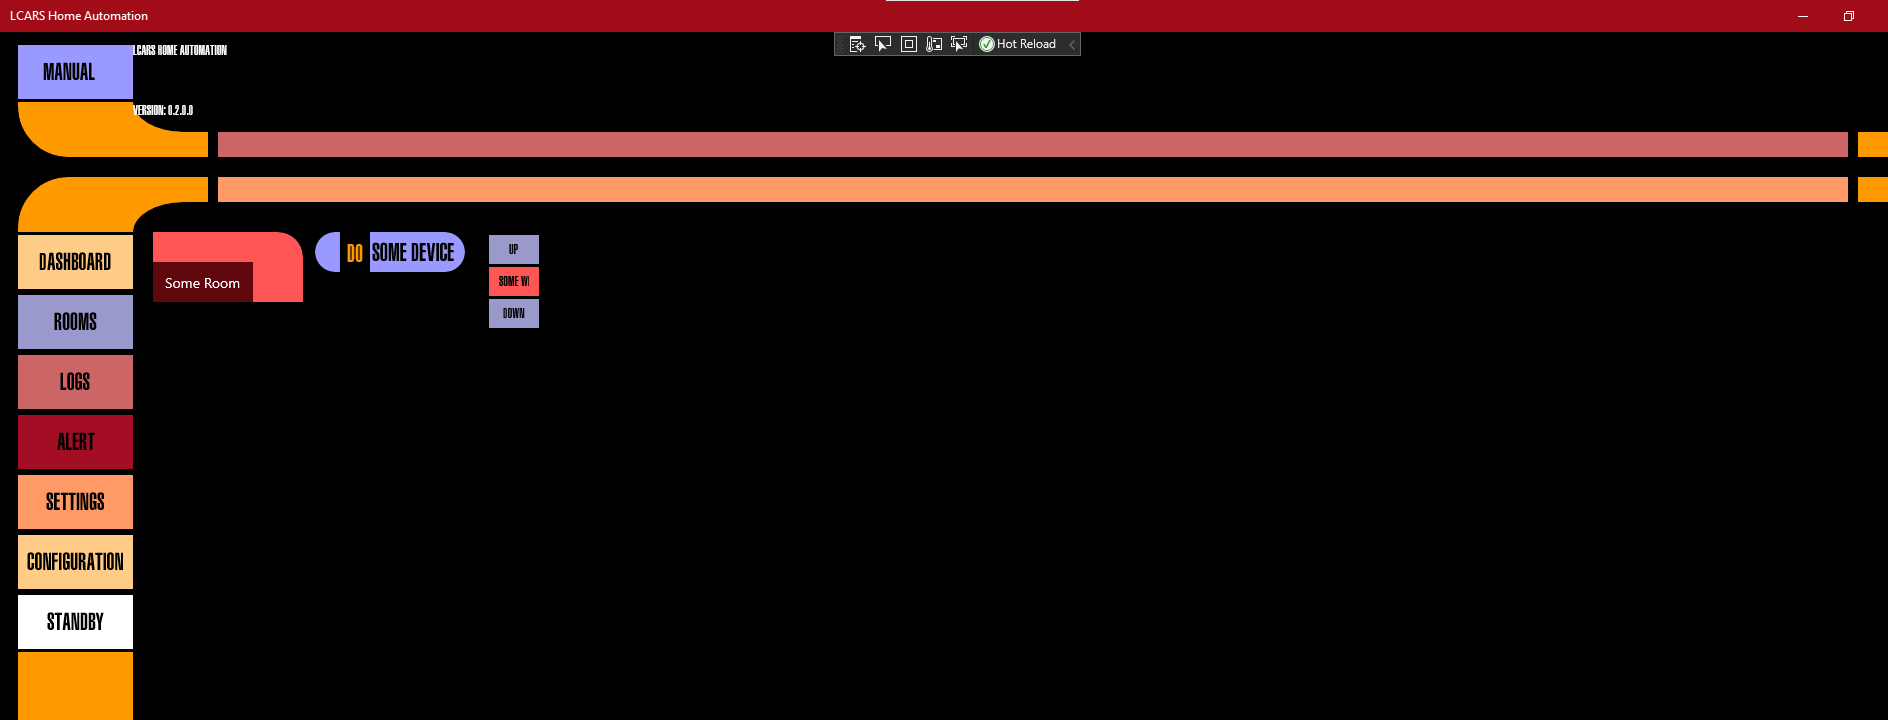 LCARS Home Automation
Hot Reload
LCARS HOME AUTOMATION
MANUAL
VERSION: 0.2.0.0
DASHBOARD
ROOMS
LOGS
ALERT
SETTINGS
CONFIGURATION
STANDBY
Some Room
DO
SOME DEVICE
UP
SOME WI
DOWN